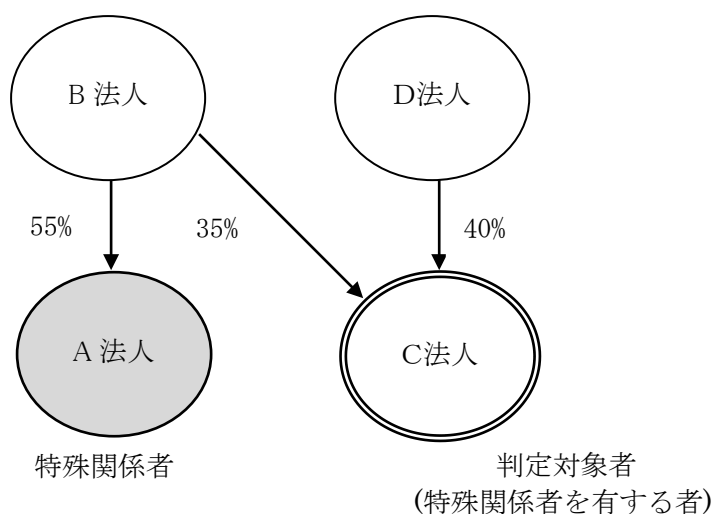 B 法人
D法人
55%
35%
40%
A 法人
C法人
特殊関係者
判定対象者
(特殊関係者を有する者)